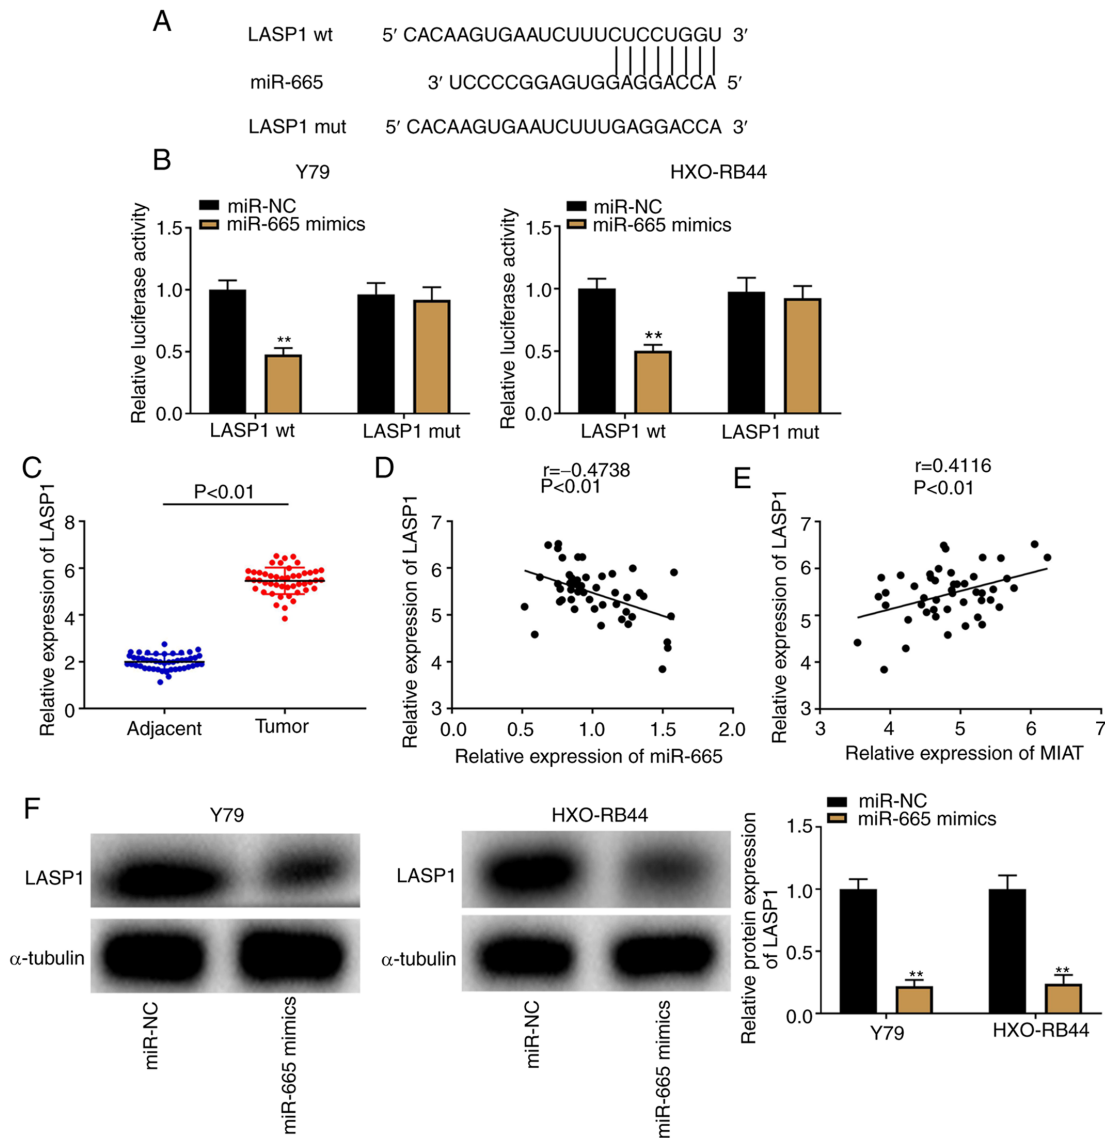 A
LASP1 wt 5′ CACAAGUGAAUCUUUCUCCUGGU 3′
miR-665 3′ UCCCCGGAGUGGAGGACCA 5′
LASP1 mut 5′ CACAAGUGAAUCUUUGAGGACCA 3′
B
Y79
miR-NC
miR-665 mimics
Relative luciferase activity
1.5
1.0
0.5
0.0
**
LASP1 wt LASP1 mut
HXO-RB44
miR-NC
miR-665 mimics
Relative luciferase activity
1.5
1.0
0.5
0.0
**
LASP1 wt LASP1 mut
C
P<0.01
Relative expression of LASP1
8
6
4
2
0
Adjacent Tumor
D
r=−0.4738
P<0.01
Relative expression of LASP1
7
6
5
4
3
0.0 0.5 1.0 1.5 2.0
Relative expression of miR-665
E
r=0.4116
P<0.01
Relative expression of LASP1
7
6
5
4
3
3 4 5 6 7
Relative expression of MIAT
F
Y79
LASP1
α-tubulin
miR-NC
miR-665 mimics
HXO-RB44
LASP1
α-tubulin
miR-NC
miR-665 mimics
miR-NC
miR-665 mimics
Relative protein expression
of LASP1
1.5
1.0
0.5
0.0
** **
Y79 HXO-RB44